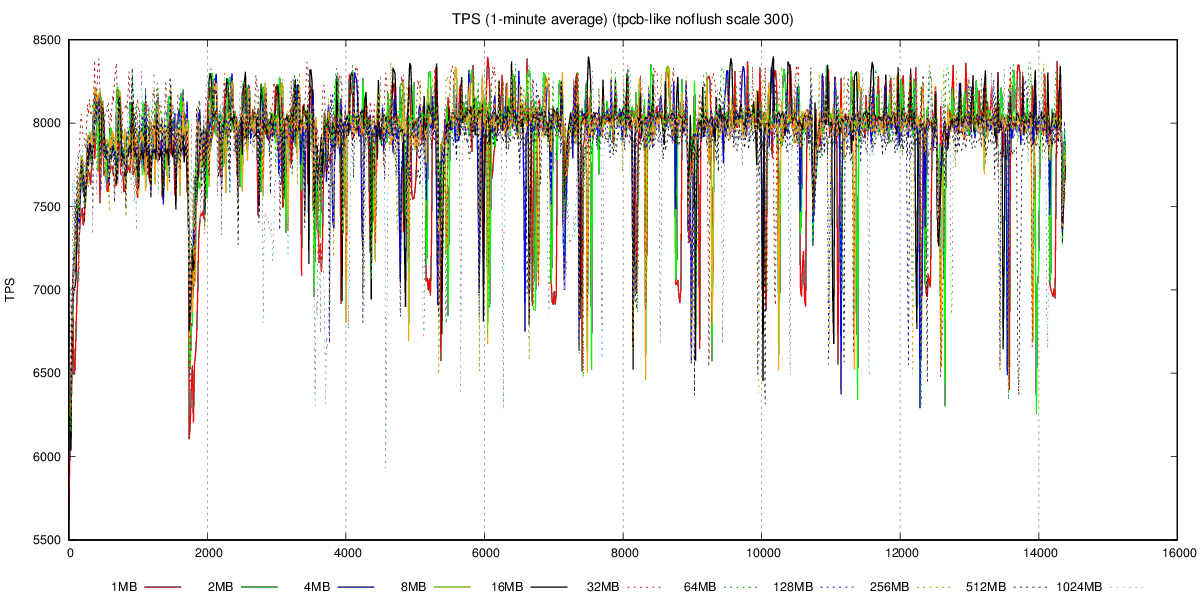 TPS (1-minute average) (tpcb-like noflush scale 300)
8500
8000
7500
7000
6500
6000
5500
TPS
0 2000 4000 6000 8000 10000 12000 14000 16000
1MB 2MB 4MB 8MB 16MB 32MB 64MB 128MB 256MB 512MB 1024MB